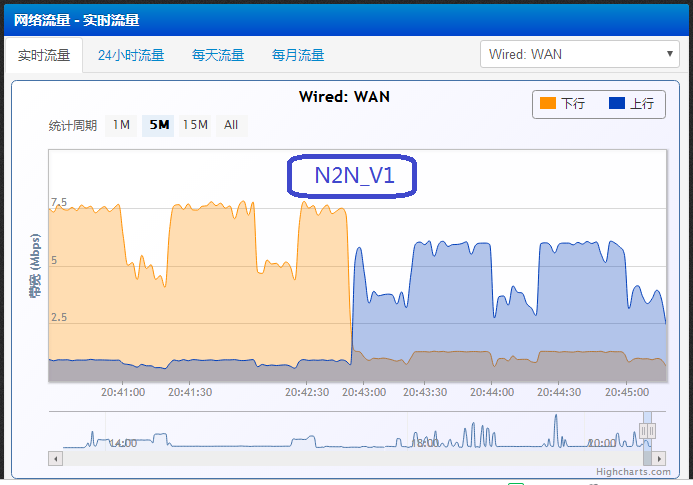 网络流量 - 实时流量
实时流量 24小时流量 每天流量 每月流量 Wired: WAN
Wired: WAN
下行 上行
统计周期 1M 5M 15M All
N2N_V1
7.5
5
2.5
带宽 (Mbps)
20:41:00 20:41:30 20:42:30 20:43:00 20:43:30 20:44:00 20:44:30 20:45:00
14:00 18:00 20:00
Highcharts.com